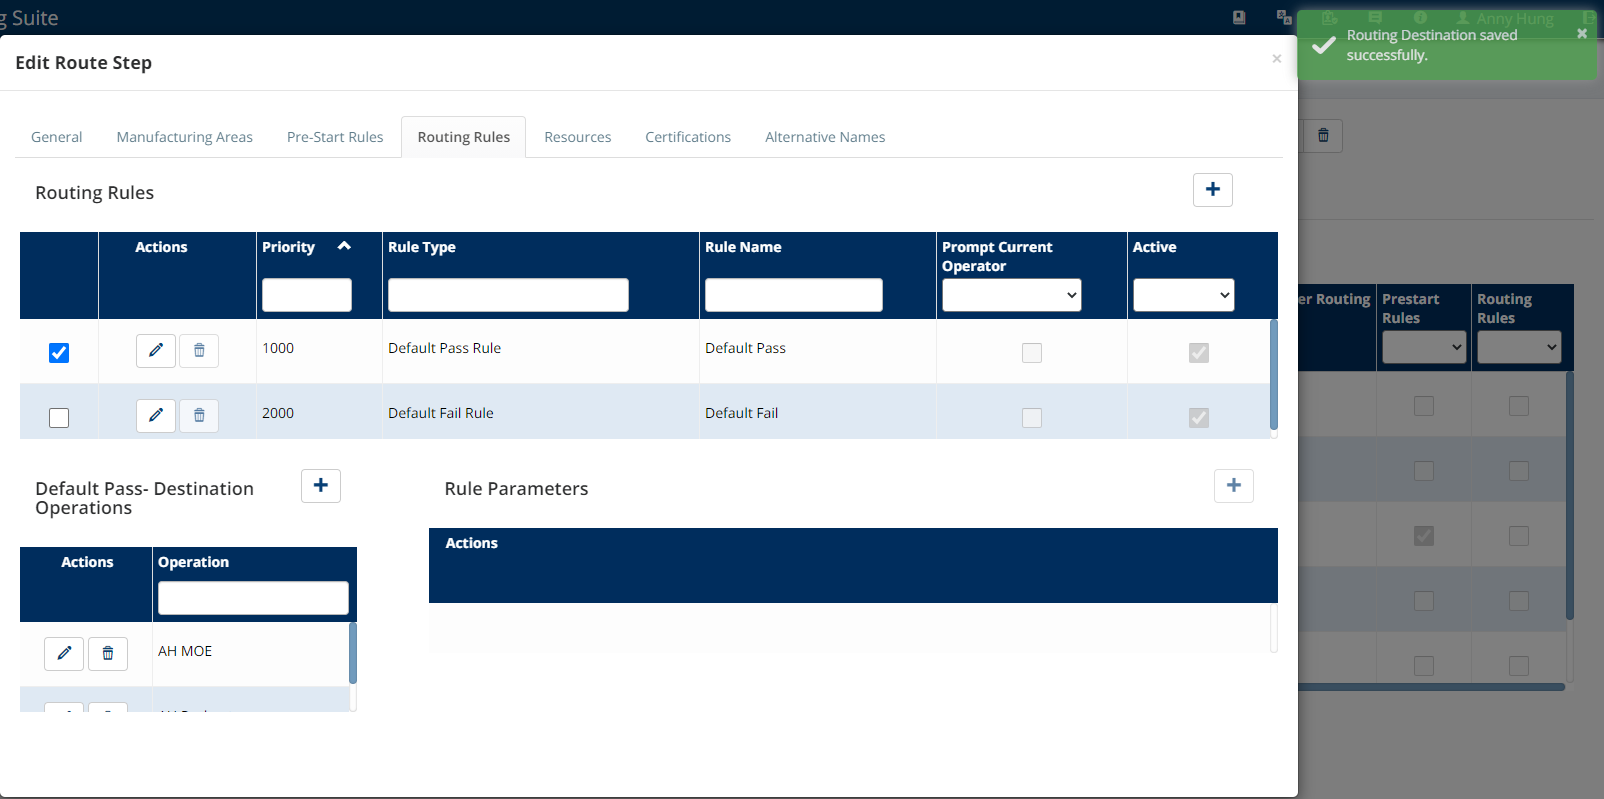 g Suite
Anny Hung
Routing Destination saved
successfully.
Edit Route Step
General
Manufacturing Areas
Pre-Start Rules
Routing Rules
Resources
Certifications
Alternative Names
Routing Rules
Actions
Priority
Rule Type
Rule Name
Prompt Current
Operator
Active
1000
Default Pass Rule
Default Pass
2000
Default Fail Rule
Default Fail
er Routing
Prestart
Rules
Routing
Rules
Default Pass- Destination
Operations
Rule Parameters
Actions
Operation
AH MOE
Actions